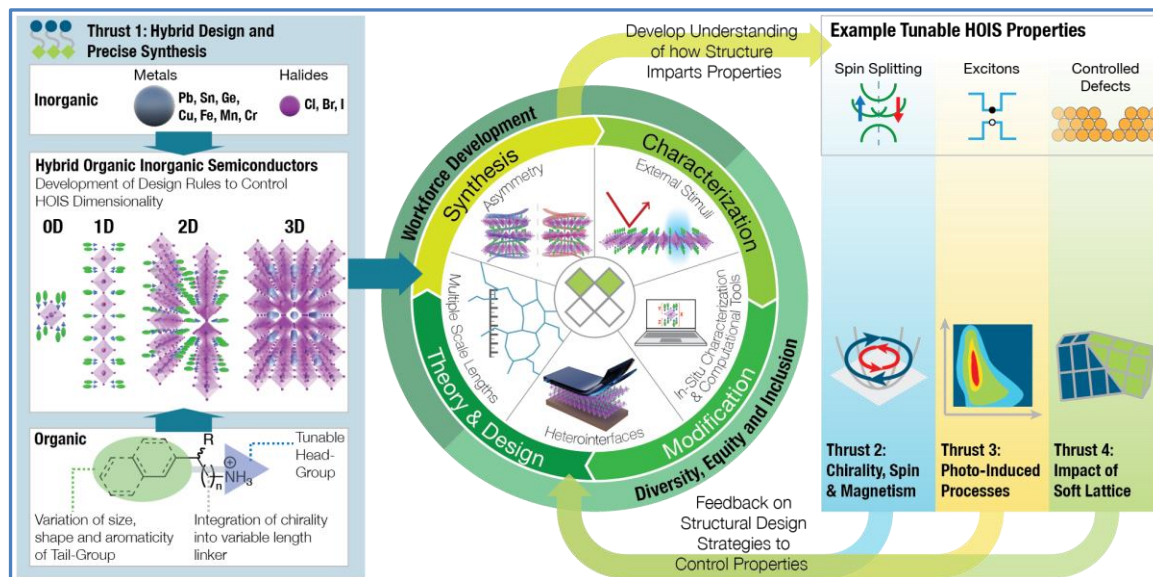 Thrust 1: Hybrid Design and
Precise Synthesis
Inorganic
Metals
Pb, Sn, Ge,
Cu, Fe, Mn, Cr
Halides
Cl, Br, I
Hybrid Organic Inorganic Semiconductors
Development of Design Rules to Control
HOIS Dimensionality
0D
1D
2D
3D
Organic
R
( )n
NH3
+
Tunable
Head-
Group
Variation of size,
shape and aromaticity
of Tail-Group
Integration of chirality
into variable length
linker
Develop Understanding
of how Structure
Imparts Properties
Workforce Development
Diversity, Equity and Inclusion
Synthesis
Characterization
Modification
Theory & Design
Asymmetry
External Stimuli
In-Situ Characterization
& Computational Tools
Heterointerfaces
Multiple Scale Lengths
Feedback on
Structural Design
Strategies to
Control Properties
Example Tunable HOIS Properties
Spin Splitting
Excitons
Controlled
Defects
Thrust 2:
Chirality, Spin
& Magnetism
Thrust 3:
Photo-Induced
Processes
Thrust 4:
Impact of
Soft Lattice